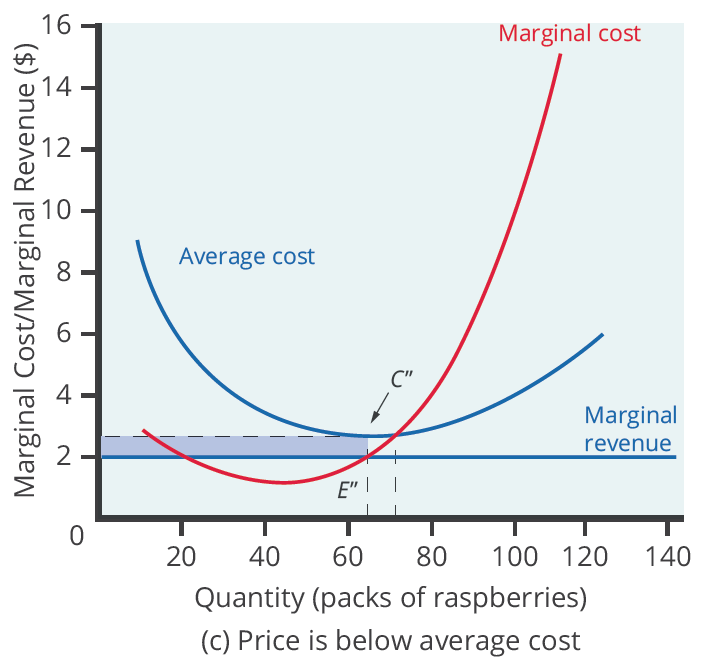 Marginal Cost/Marginal Revenue ($)
16
14
12
10
8
6
4
2
0
Marginal cost
Average cost
C"
Marginal
revenue
E"
20 40 60 80 100 120 140
Quantity (packs of raspberries)
(c) Price is below average cost